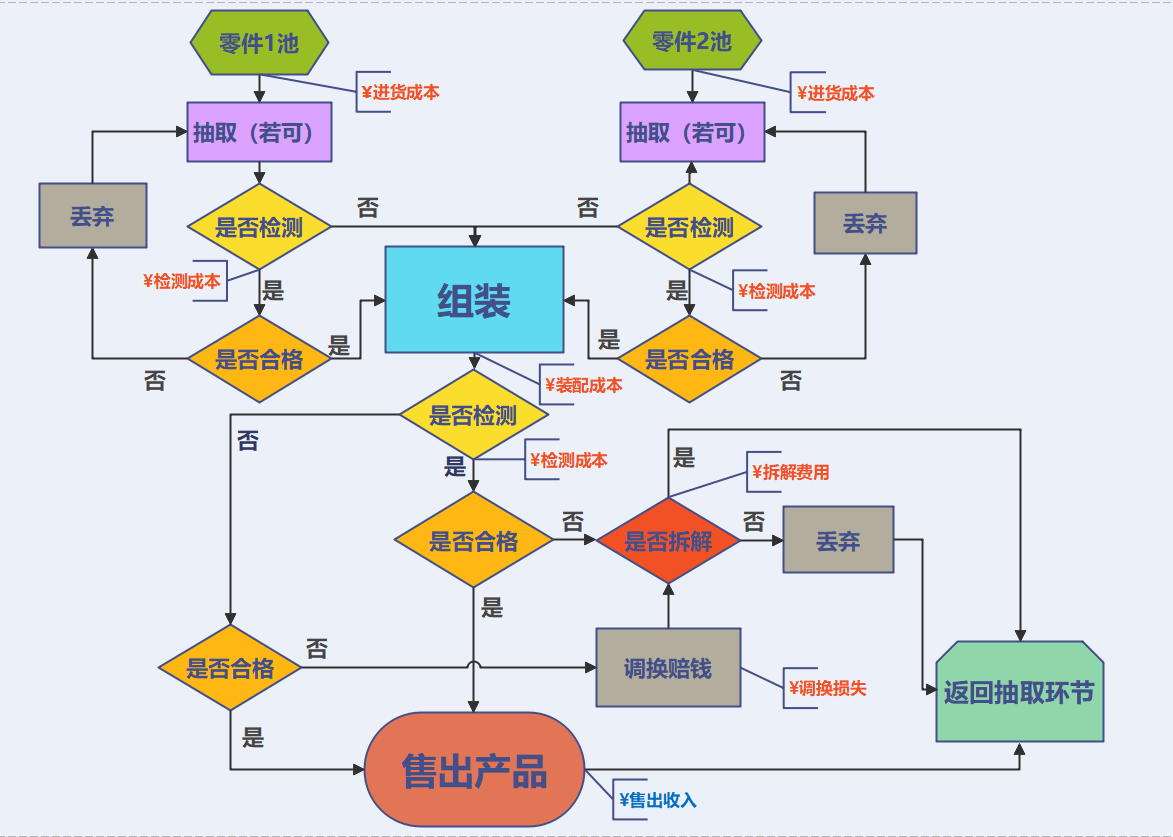 零件1池
零件2池
¥进货成本
¥进货成本
抽取（若可）
抽取（若可）
丢弃
是否检测
否
否
是否检测
丢弃
¥检测成本
是
组装
是
¥检测成本
是否合格
是
是
是否合格
否
否
¥装配成本
是否检测
否
是
¥检测成本
是
¥拆解费用
是否合格
否
是否拆解
否
丢弃
是
否
是否合格
调换赔钱
¥调换损失
返回抽取环节
是
售出产品
¥售出收入